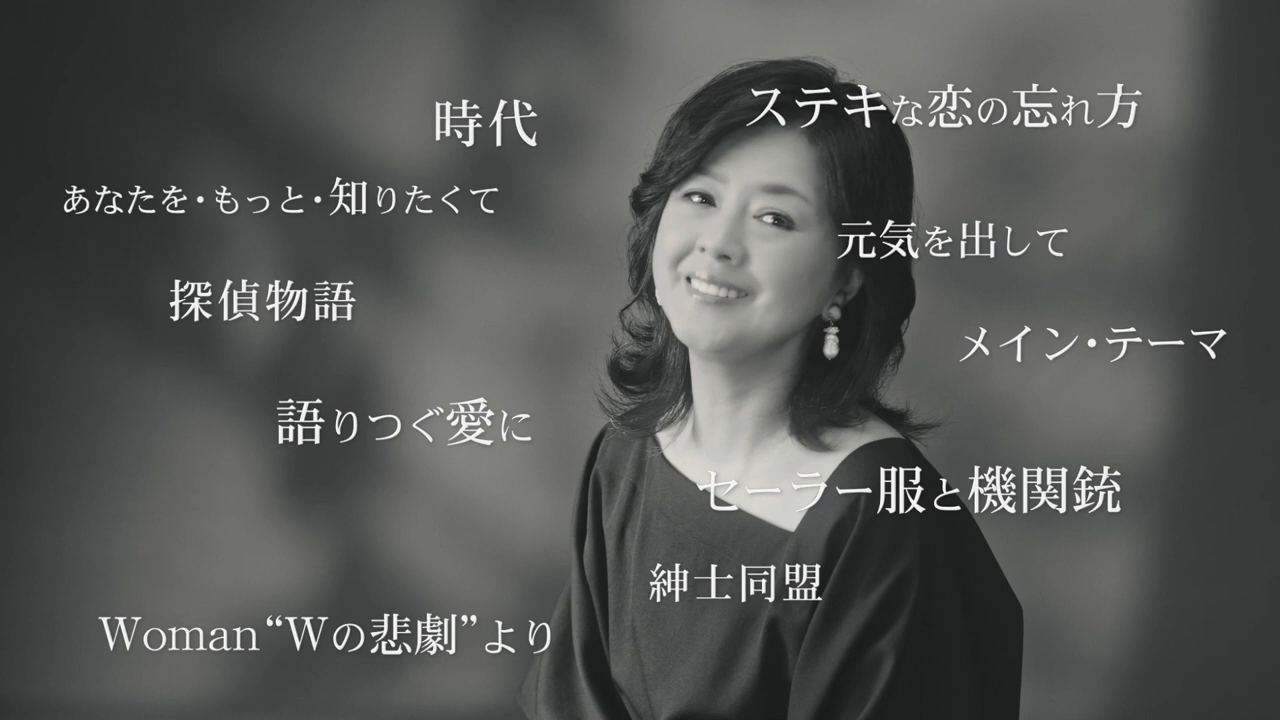 時代
ステキな恋の忘れ方
あなたを・もっと・知りたくて
元気を出して
探偵物語
メイン・テーマ
語りつぐ愛に
セーラー服と機関銃
紳士同盟
Woman“Wの悲劇”より